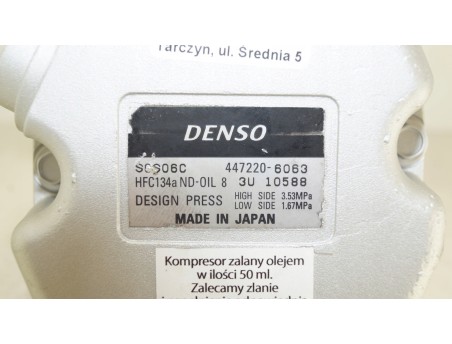 Tarczyn, ul. Średnia 5
DENSO
SCS06C 447220-6063
HFC134a ND-OIL 8 3U 10588
DESIGN PRESS HIGH SIDE 3.53MPa
LOW SIDE 1.67MPa
MADE IN JAPAN
Kompresor zalany olejem
w ilości 50 ml.
Zalecamy zlanie